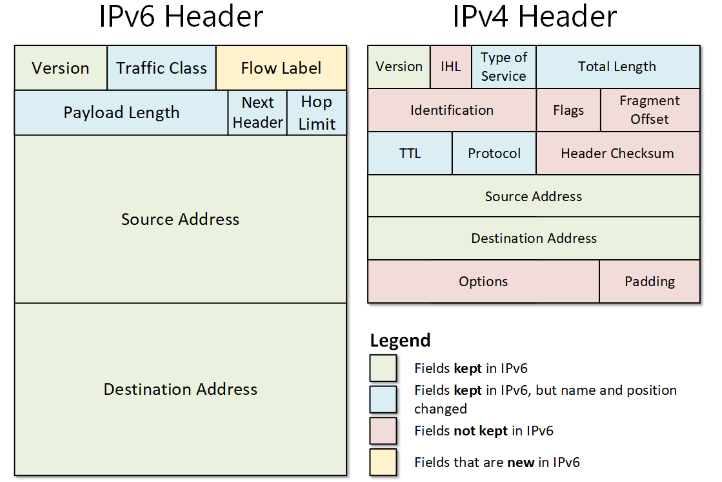 IPv6 Header
Version Traffic Class Flow Label
Payload Length Next Header Hop Limit
Source Address
Destination Address
IPv4 Header
Version IHL Type of Service Total Length
Identification Flags Fragment Offset
TTL Protocol Header Checksum
Source Address
Destination Address
Options Padding
Legend
Fields kept in IPv6
Fields kept in IPv6, but name and position
changed
Fields not kept in IPv6
Fields that are new in IPv6